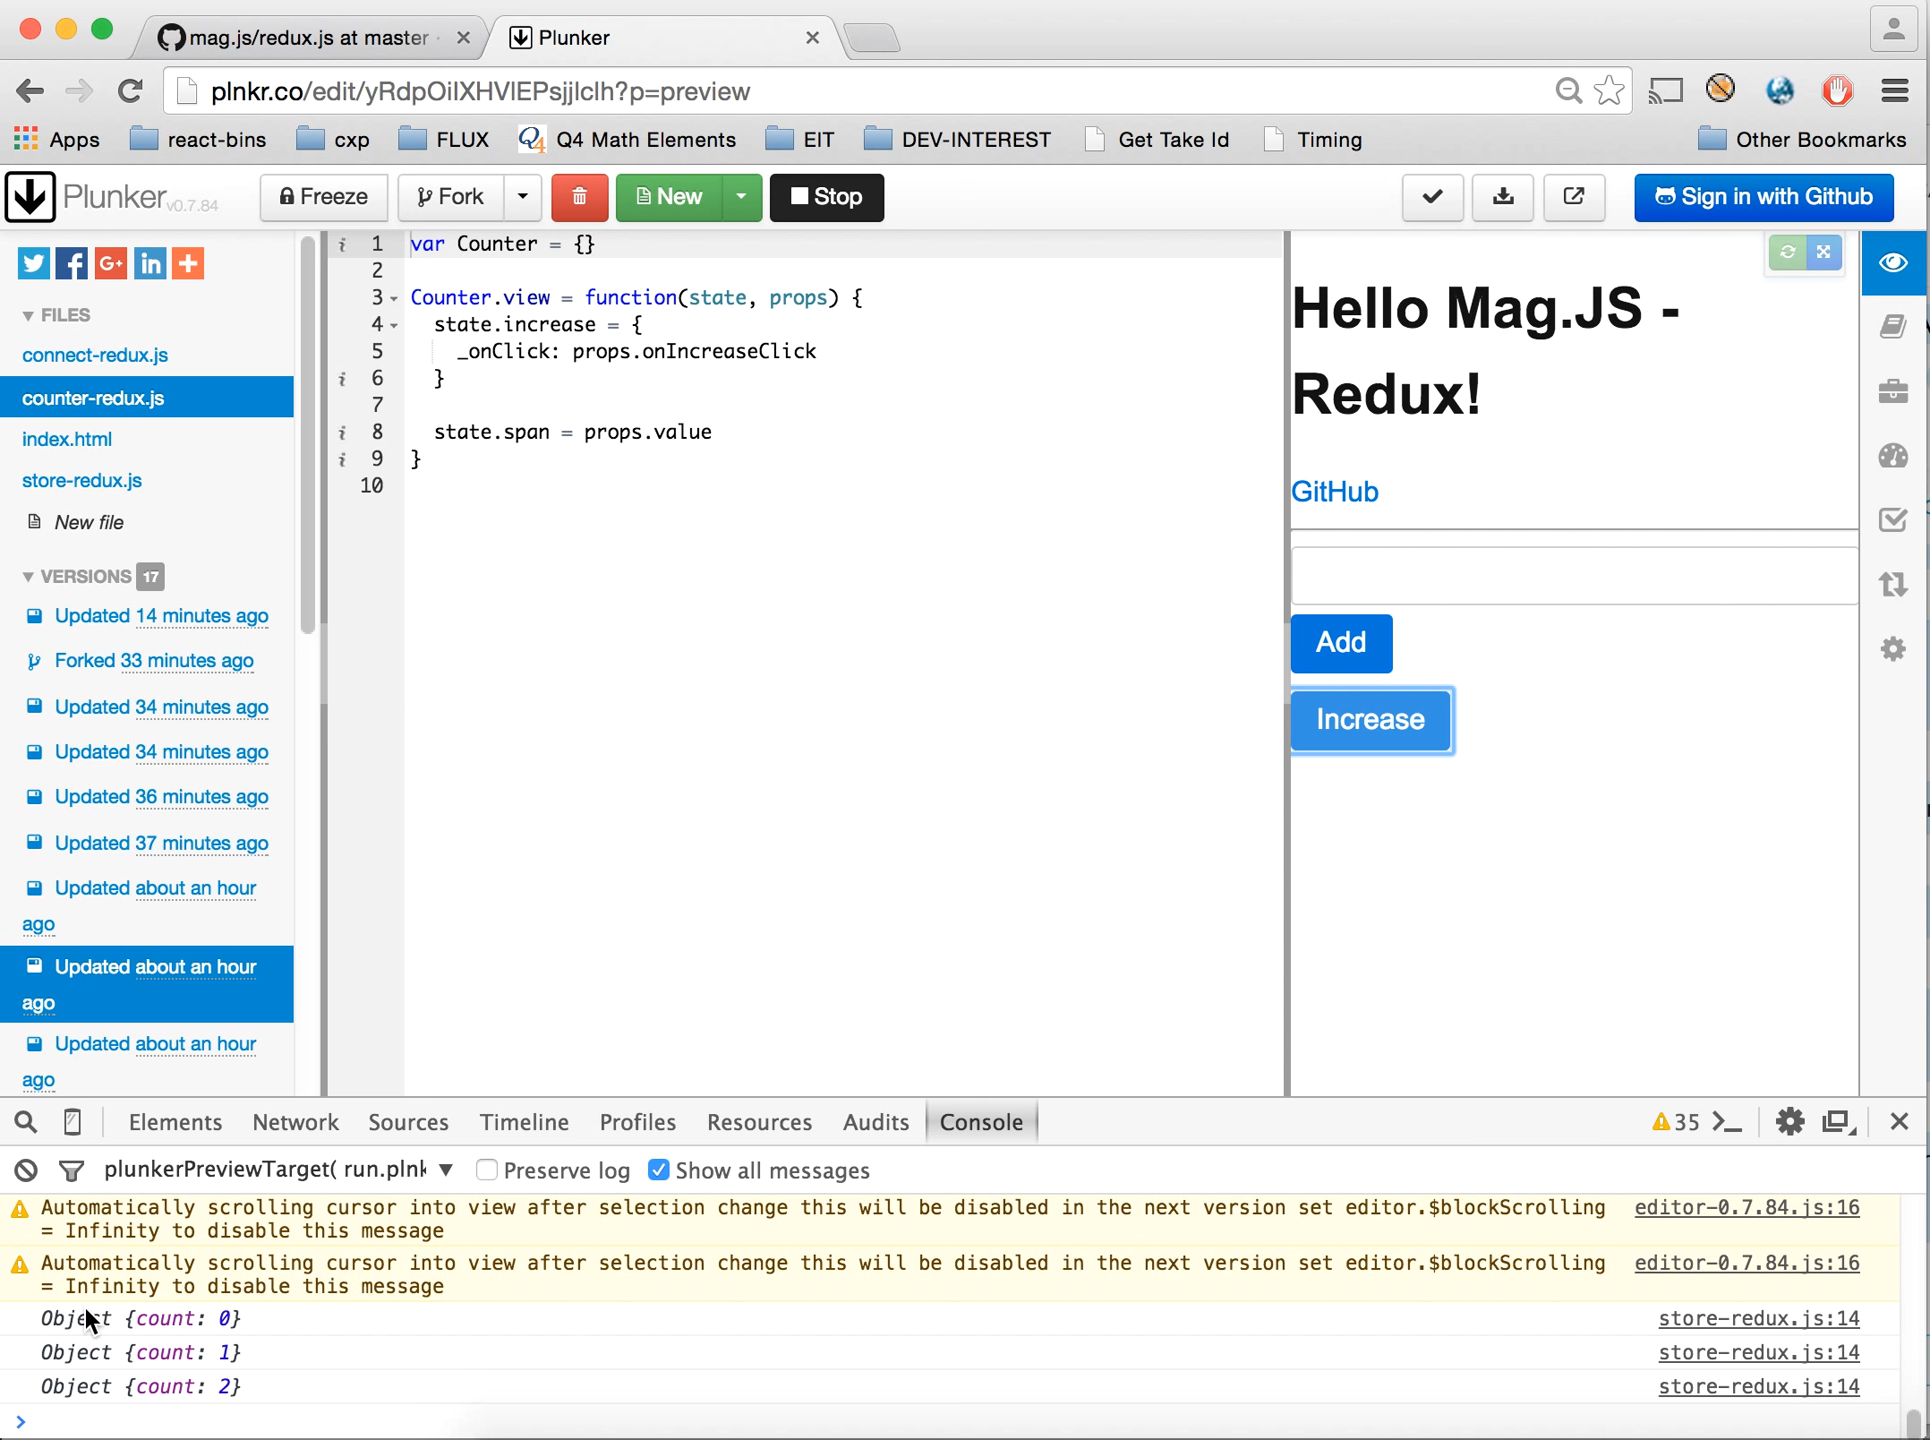 mag.js/redux.js at master
Plunker
plnkr.co/edit/yRdpOiIXHVIEPsjjlclh?p=preview
Apps react-bins cxp FLUX Q4 Math Elements EIT DEV-INTEREST Get Take Id Timing Other Bookmarks
Plunker v0.7.84 Freeze Fork New Stop Sign in with Github
FILES
connect-redux.js
counter-redux.js
index.html
store-redux.js
New file
VERSIONS 17
Updated 14 minutes ago
Forked 33 minutes ago
Updated 34 minutes ago
Updated 34 minutes ago
Updated 36 minutes ago
Updated 37 minutes ago
Updated about an hour
ago
Updated about an hour
ago
Updated about an hour
ago
1 var Counter = {}
2
3 Counter.view = function(state, props) {
4 state.increase = {
5 _onClick: props.onIncreaseClick
6 }
7
8 state.span = props.value
9 }
10
Hello Mag.JS -
Redux!
GitHub
Add
Increase
Elements Network Sources Timeline Profiles Resources Audits Console 35
plunkerPreviewTarget( run.plnk Preserve log Show all messages
Automatically scrolling cursor into view after selection change this will be disabled in the next version set editor.$blockScrolling editor-0.7.84.js:16
= Infinity to disable this message
Automatically scrolling cursor into view after selection change this will be disabled in the next version set editor.$blockScrolling editor-0.7.84.js:16
= Infinity to disable this message
Object {count: 0} store-redux.js:14
Object {count: 1} store-redux.js:14
Object {count: 2} store-redux.js:14